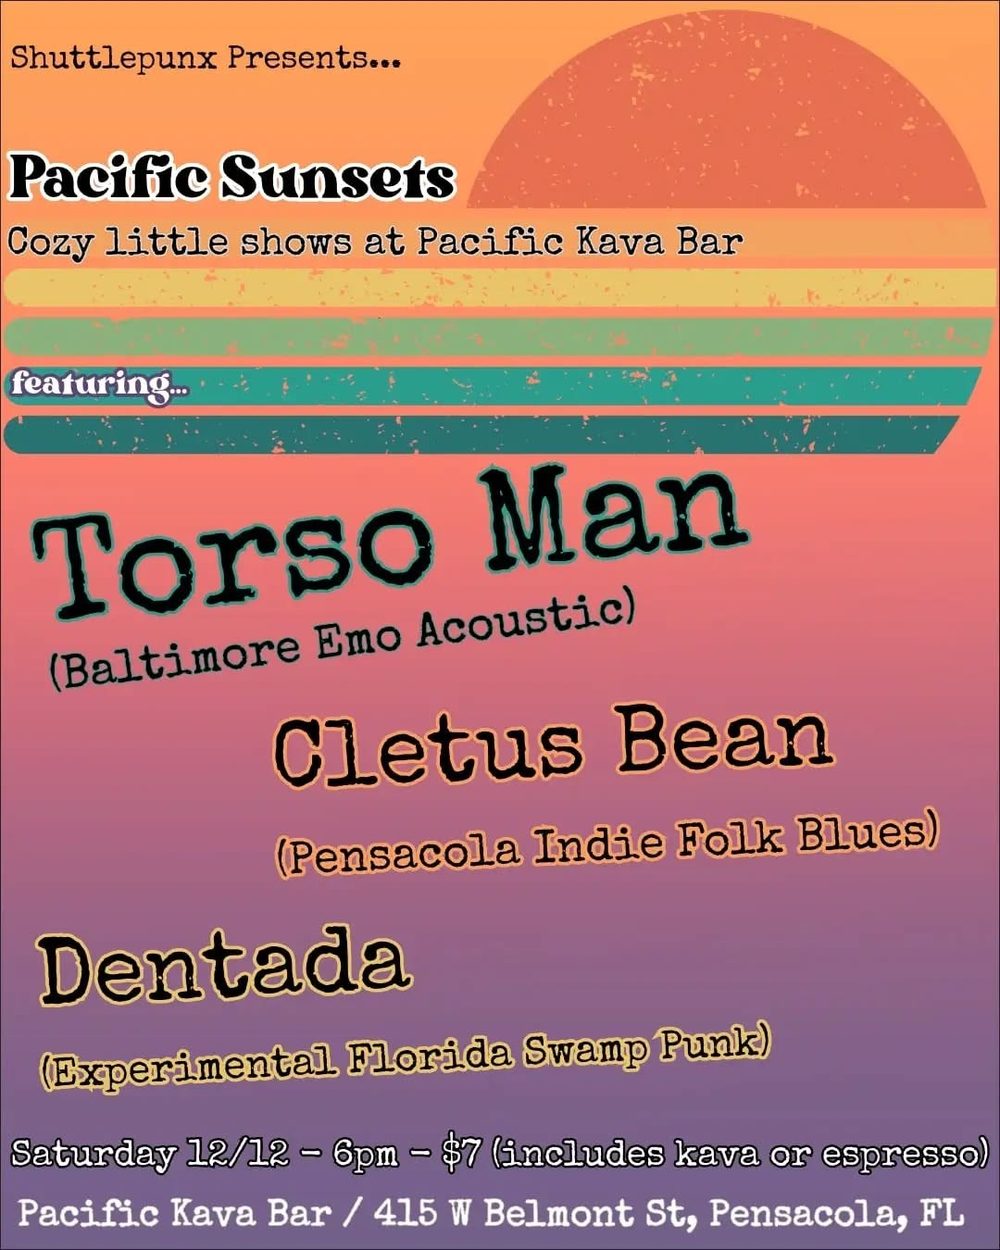 Shuttlepunx Presents...
Pacific Sunsets
Cozy little shows at Pacific Kava Bar
featuring...
Torso Man
(Baltimore Emo Acoustic)
Cletus Bean
(Pensacola Indie Folk Blues)
Dentada
(Experimental Florida Swamp Punk)
Saturday 12/12 - 6pm - $7 (includes kava or espresso)
Pacific Kava Bar / 415 W Belmont St, Pensacola, FL